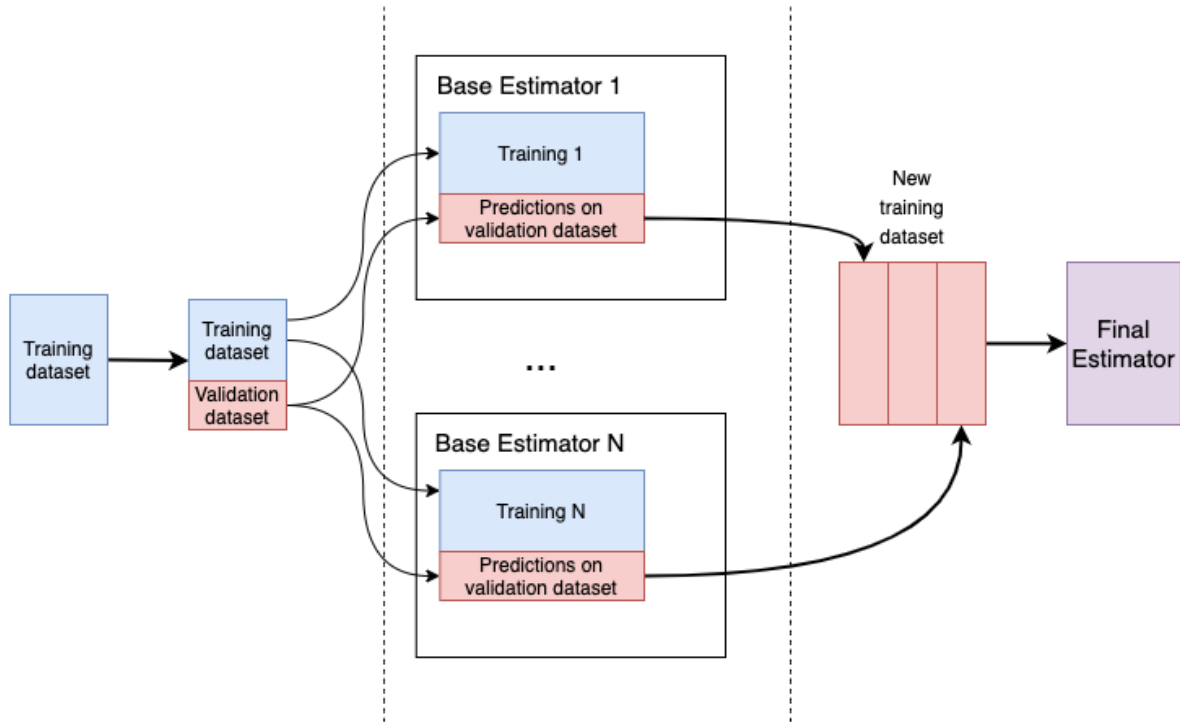 Training
dataset
Training
dataset
Validation
dataset
Base Estimator 1
Training 1
Predictions on
validation dataset
...
Base Estimator N
Training N
Predictions on
validation dataset
New
training
dataset
Final
Estimator